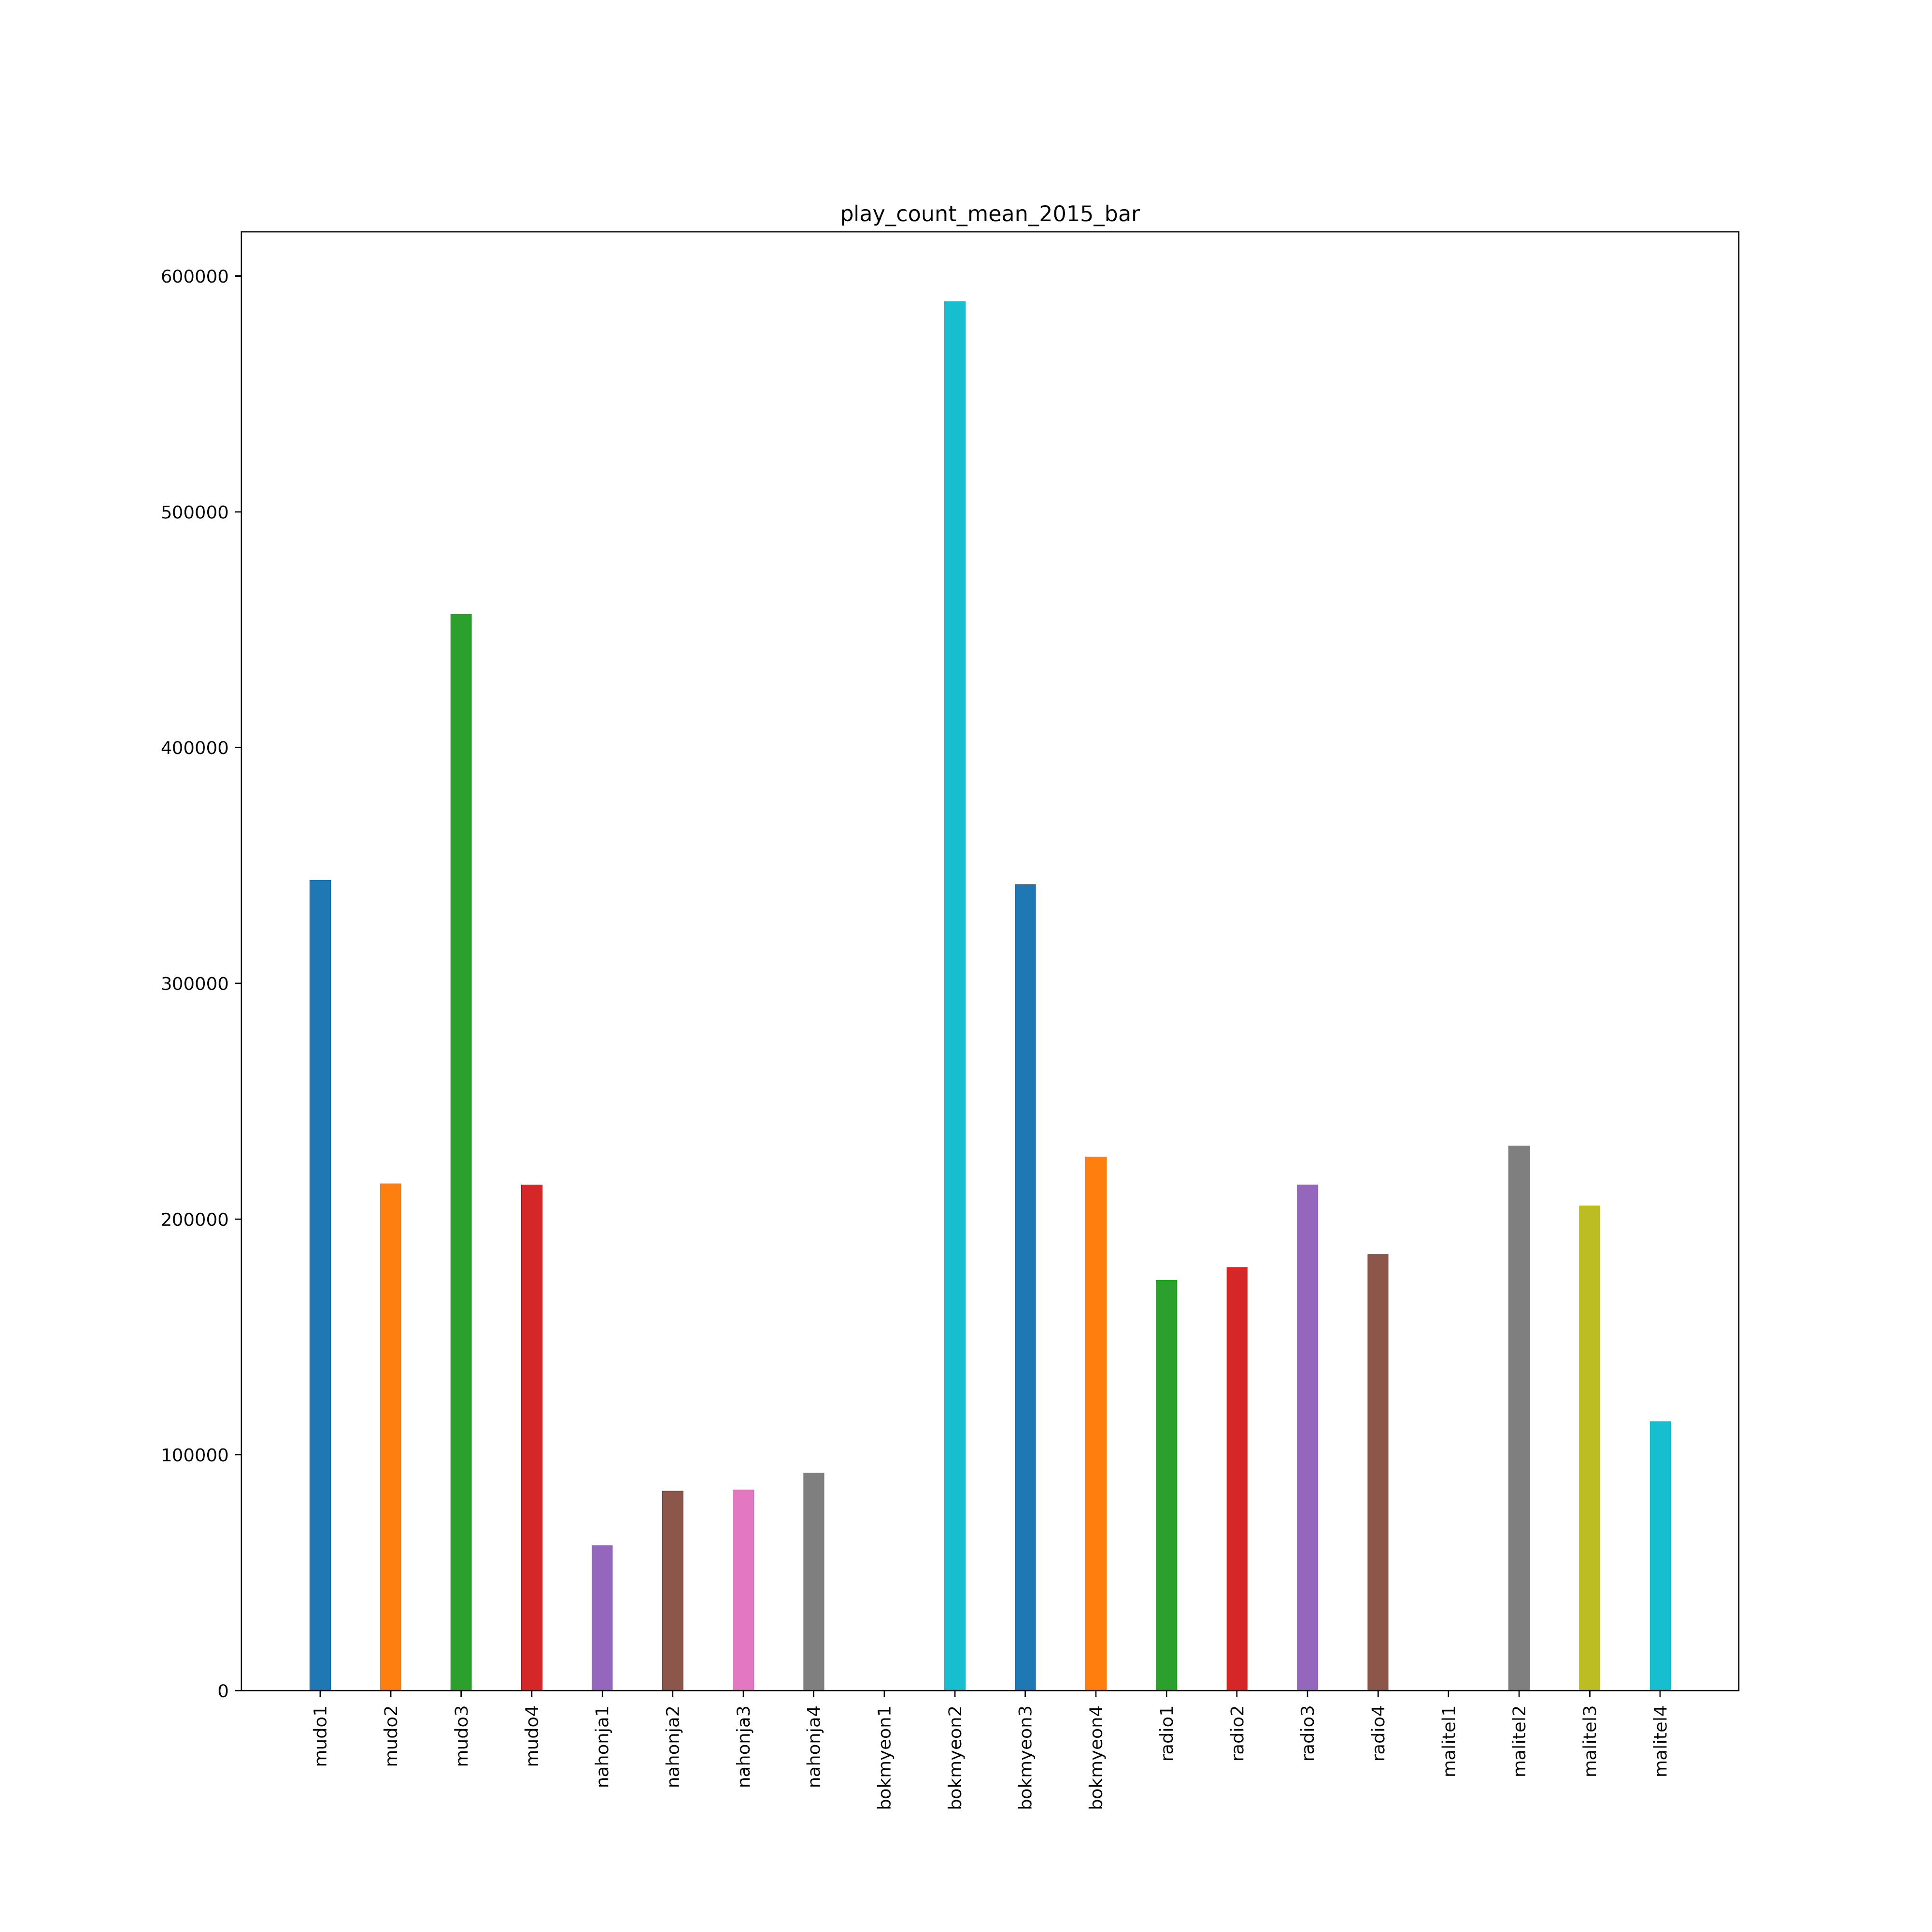 play_count_mean_2015_bar
600000
500000
400000
300000
200000
100000
0
mudo1
mudo2
mudo3
mudo4
nahonja1
nahonja2
nahonja3
nahonja4
bokmyeon1
bokmyeon2
bokmyeon3
bokmyeon4
radio1
radio2
radio3
radio4
malitel1
malitel2
malitel3
malitel4